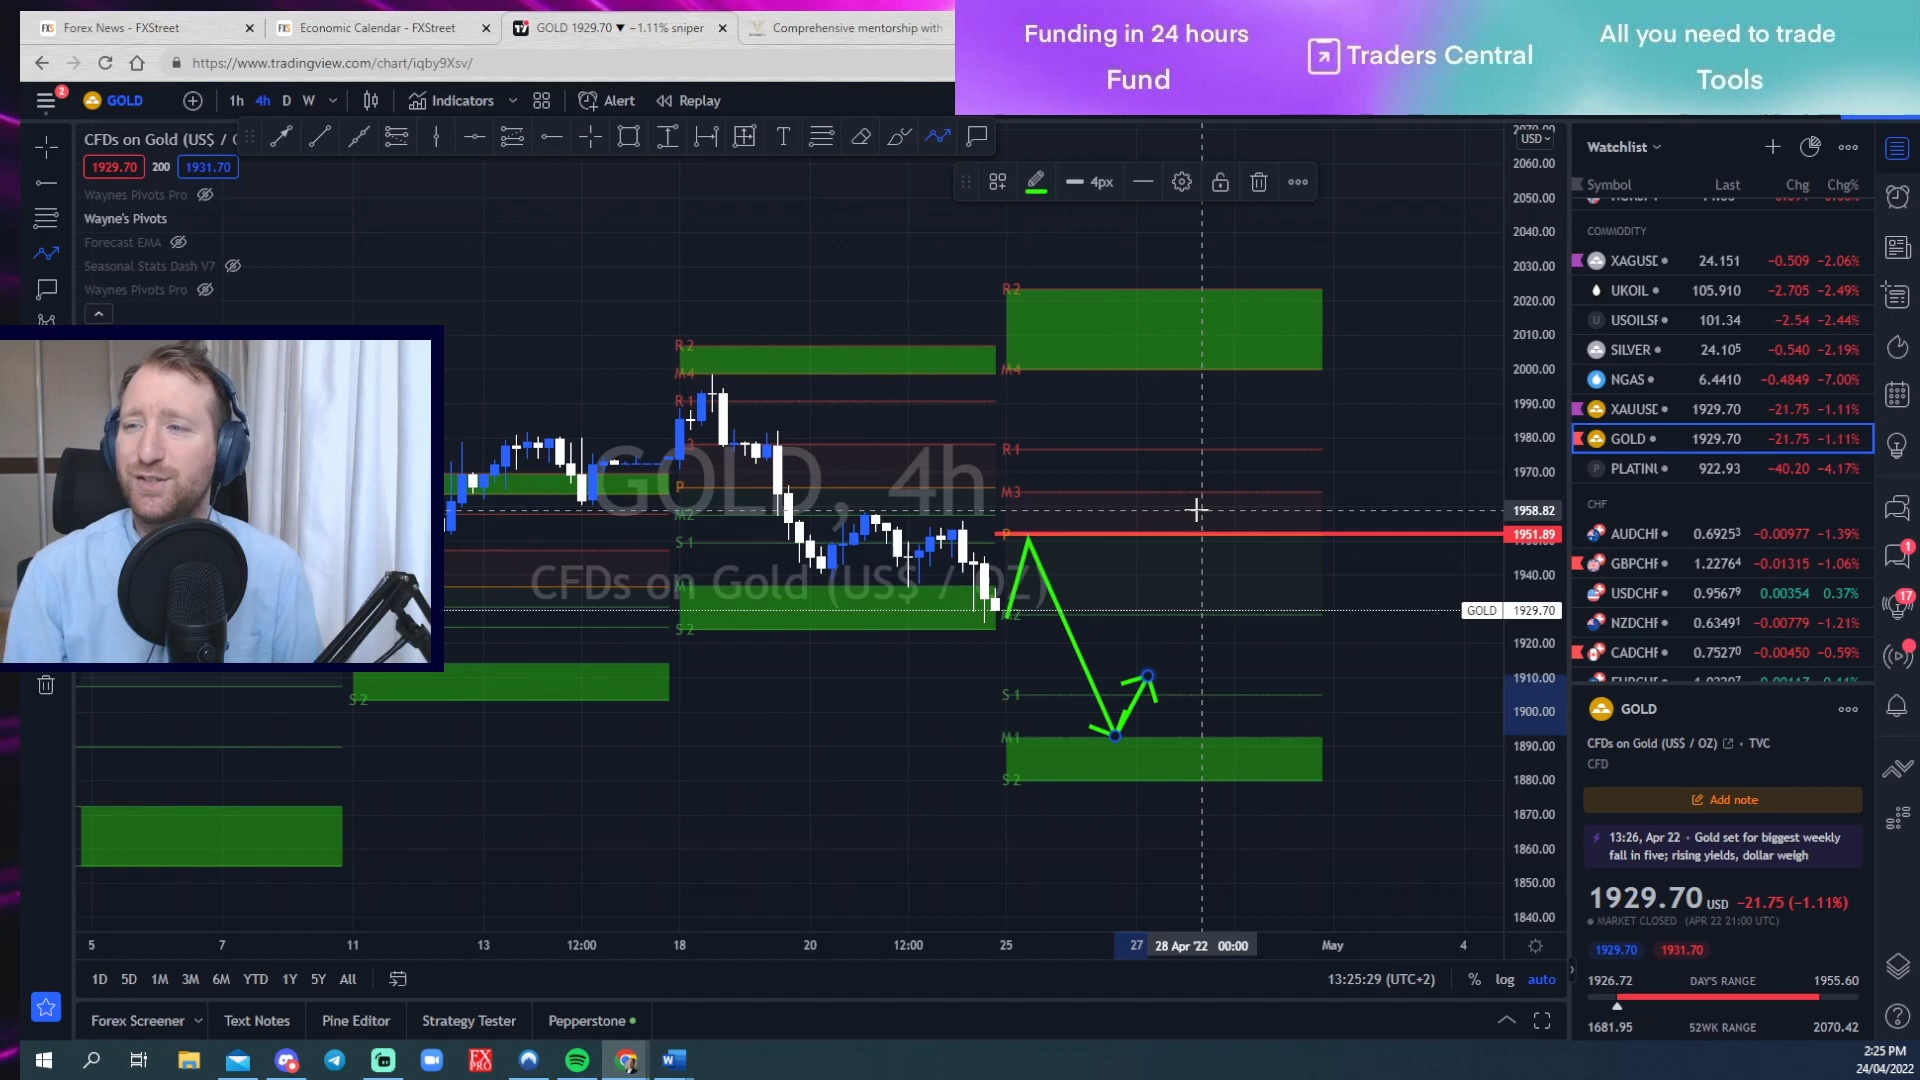 Forex News - FXStreet
Economic Calendar - FXStreet
GOLD 1929.70 ▼ −1.11% sniper
Comprehensive mentorship with
Funding in 24 hours
Fund
Traders Central
All you need to trade
Tools
https://www.tradingview.com/chart/iqby9Xsv/
2
GOLD
1h 4h D W
Indicators
Alert
Replay
CFDs on Gold (US$ /
1929.70 200 1931.70
Waynes Pivots Pro
Wayne's Pivots
Forecast EMA
Seasonal Stats Dash V7
Waynes Pivots Pro
T
4px
USD
2060.00
2050.00
2040.00
2030.00
2020.00
2010.00
2000.00
1990.00
1980.00
1970.00
1958.82
1951.89
1940.00
GOLD 1929.70
1920.00
1910.00
1900.00
1890.00
1880.00
1870.00
1860.00
1850.00
1840.00
GOLD, 4h
CFDs on Gold (US$ / OZ)
R2
M4
R1
P
M2
S1
M1
S2
S2
R2
M4
R1
M3
P
M2
S1
M1
S2
5 7 11 13 12:00 18 20 12:00 25 27 28 Apr '22 00:00 May 4
1D 5D 1M 3M 6M YTD 1Y 5Y All
13:25:29 (UTC+2) % log auto
Forex Screener
Text Notes
Pine Editor
Strategy Tester
Pepperstone
Watchlist
Symbol Last Chg Chg%
COMMODITY
XAGUSD 24.151 −0.509 −2.06%
UKOIL 105.910 −2.705 −2.49%
USOILSP 101.34 −2.54 −2.44%
SILVER 24.105 −0.540 −2.19%
NGAS 6.4410 −0.4849 −7.00%
XAUUSD 1929.70 −21.75 −1.11%
GOLD 1929.70 −21.75 −1.11%
PLATINU 922.93 −40.20 −4.17%
CHF
AUDCHF 0.69253 −0.00977 −1.39%
GBPCHF 1.22764 −0.01315 −1.06%
USDCHF 0.95679 0.00354 0.37%
NZDCHF 0.63491 −0.00779 −1.21%
CADCHF 0.75270 −0.00450 −0.59%
GOLD
CFDs on Gold (US$ / OZ) • TVC
CFD
Add note
13:26, Apr 22 • Gold set for biggest weekly
fall in five; rising yields, dollar weigh
1929.70 USD −21.75 (−1.11%)
MARKET CLOSED (APR 22 21:00 UTC)
1929.70 1931.70
1926.72 DAY'S RANGE 1955.60
1681.95 52WK RANGE 2070.42
1
17
FX
PRO
2:25 PM
24/04/2022